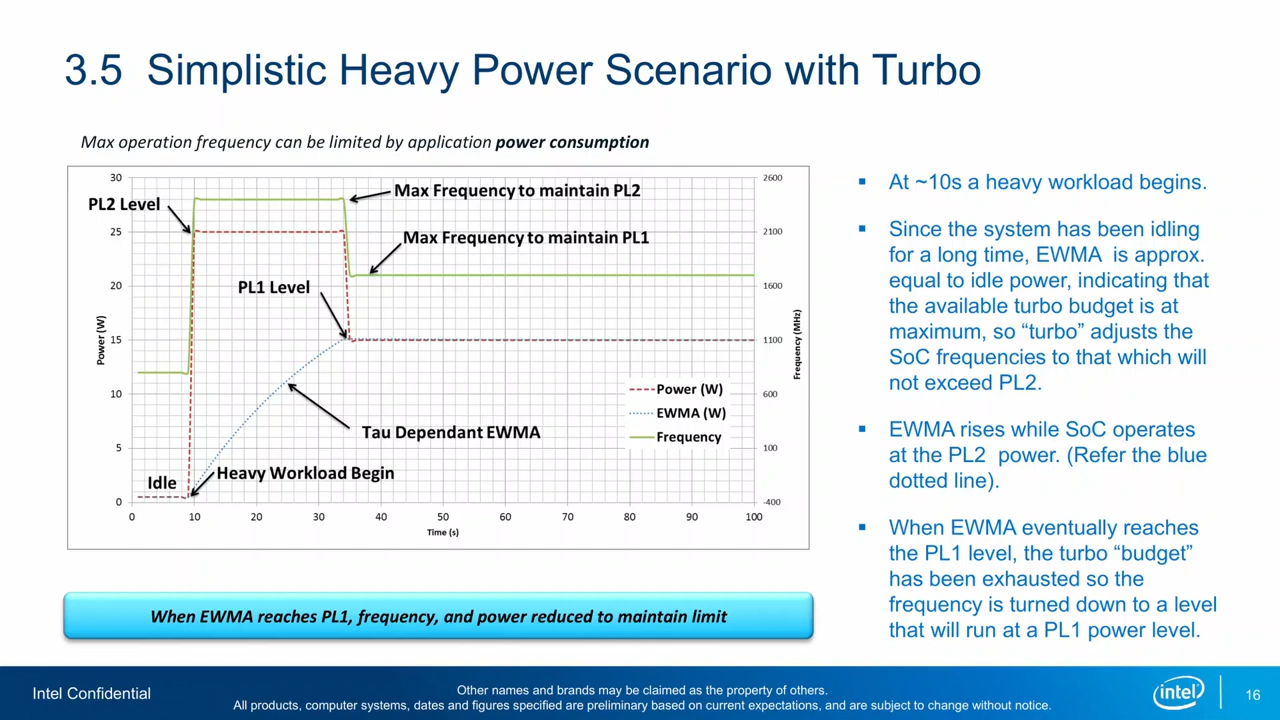 3.5 Simplistic Heavy Power Scenario with Turbo
Max operation frequency can be limited by application power consumption
30
25
20
15
10
5
0
Power (W)
0 10 20 30 40 50 60 70 80 90 100
Time (s)
2600
2100
1600
1100
600
100
-400
Frequency (MHz)
PL2 Level
Max Frequency to maintain PL2
Max Frequency to maintain PL1
PL1 Level
Tau Dependant EWMA
Heavy Workload Begin
Idle
Power (W)
EWMA (W)
Frequency
When EWMA reaches PL1, frequency, and power reduced to maintain limit
▪ At ~10s a heavy workload begins.
▪ Since the system has been idling
for a long time, EWMA is approx.
equal to idle power, indicating that
the available turbo budget is at
maximum, so “turbo” adjusts the
SoC frequencies to that which will
not exceed PL2.
▪ EWMA rises while SoC operates
at the PL2 power. (Refer the blue
dotted line).
▪ When EWMA eventually reaches
the PL1 level, the turbo “budget”
has been exhausted so the
frequency is turned down to a level
that will run at a PL1 power level.
Intel Confidential
Other names and brands may be claimed as the property of others.
All products, computer systems, dates and figures specified are preliminary based on current expectations, and are subject to change without notice.
intel
16